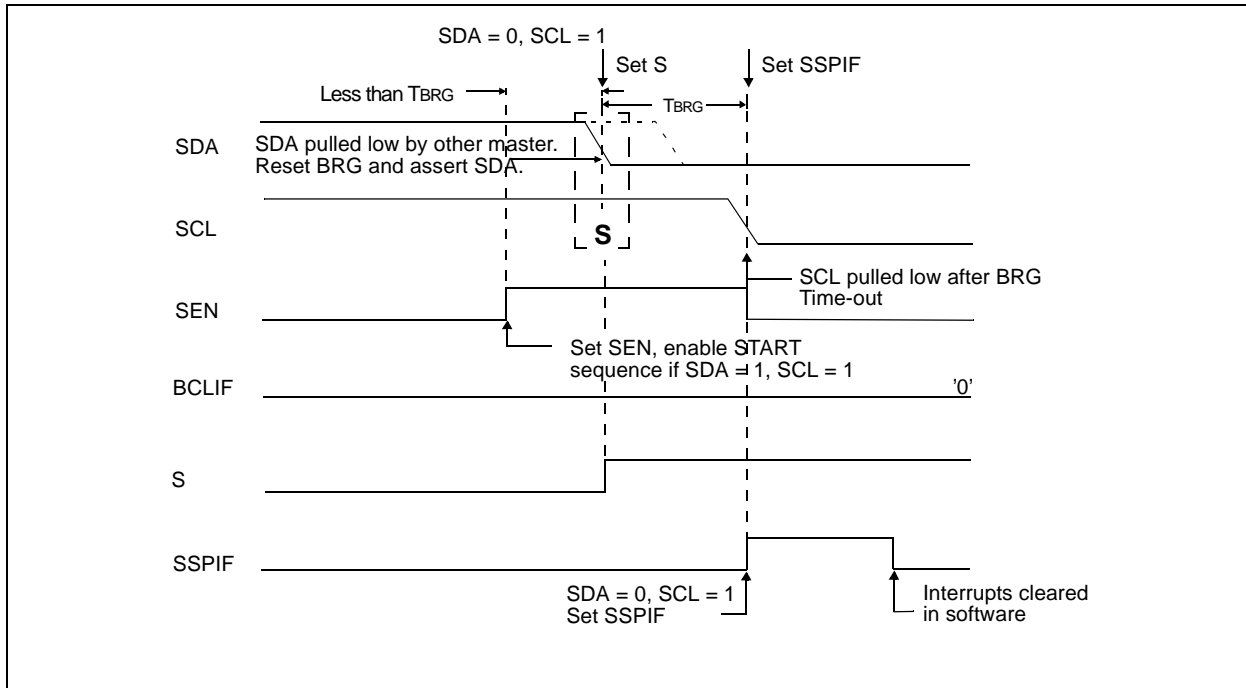 SDA = 0, SCL = 1
Set S
Set SSPIF
Less than TBRG
TBRG
SDA
SDA pulled low by other master.
Reset BRG and assert SDA.
SCL
S
SCL pulled low after BRG
Time-out
SEN
Set SEN, enable START
sequence if SDA = 1, SCL = 1
BCLIF
'0'
S
SSPIF
SDA = 0, SCL = 1
Set SSPIF
Interrupts cleared
in software